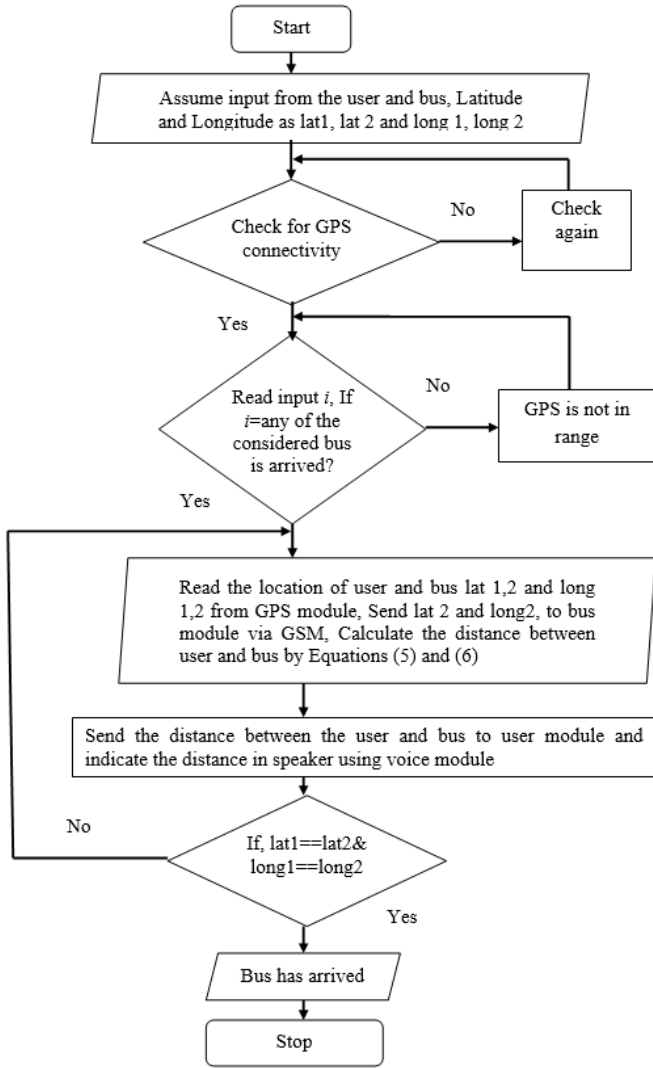 Start
Assume input from the user and bus, Latitude
and Longitude as lat1, lat 2 and long 1, long 2
Check for GPS
connectivity
No
Check
again
Yes
Read input i, If
i=any of the
considered bus
is arrived?
No
GPS is not in
range
Yes
Read the location of user and bus lat 1,2 and long
1,2 from GPS module, Send lat 2 and long2, to bus
module via GSM, Calculate the distance between
user and bus by Equations (5) and (6)
Send the distance between the user and bus to user module and
indicate the distance in speaker using voice module
No
If, lat1==lat2&
long1==long2
Yes
Bus has arrived
Stop